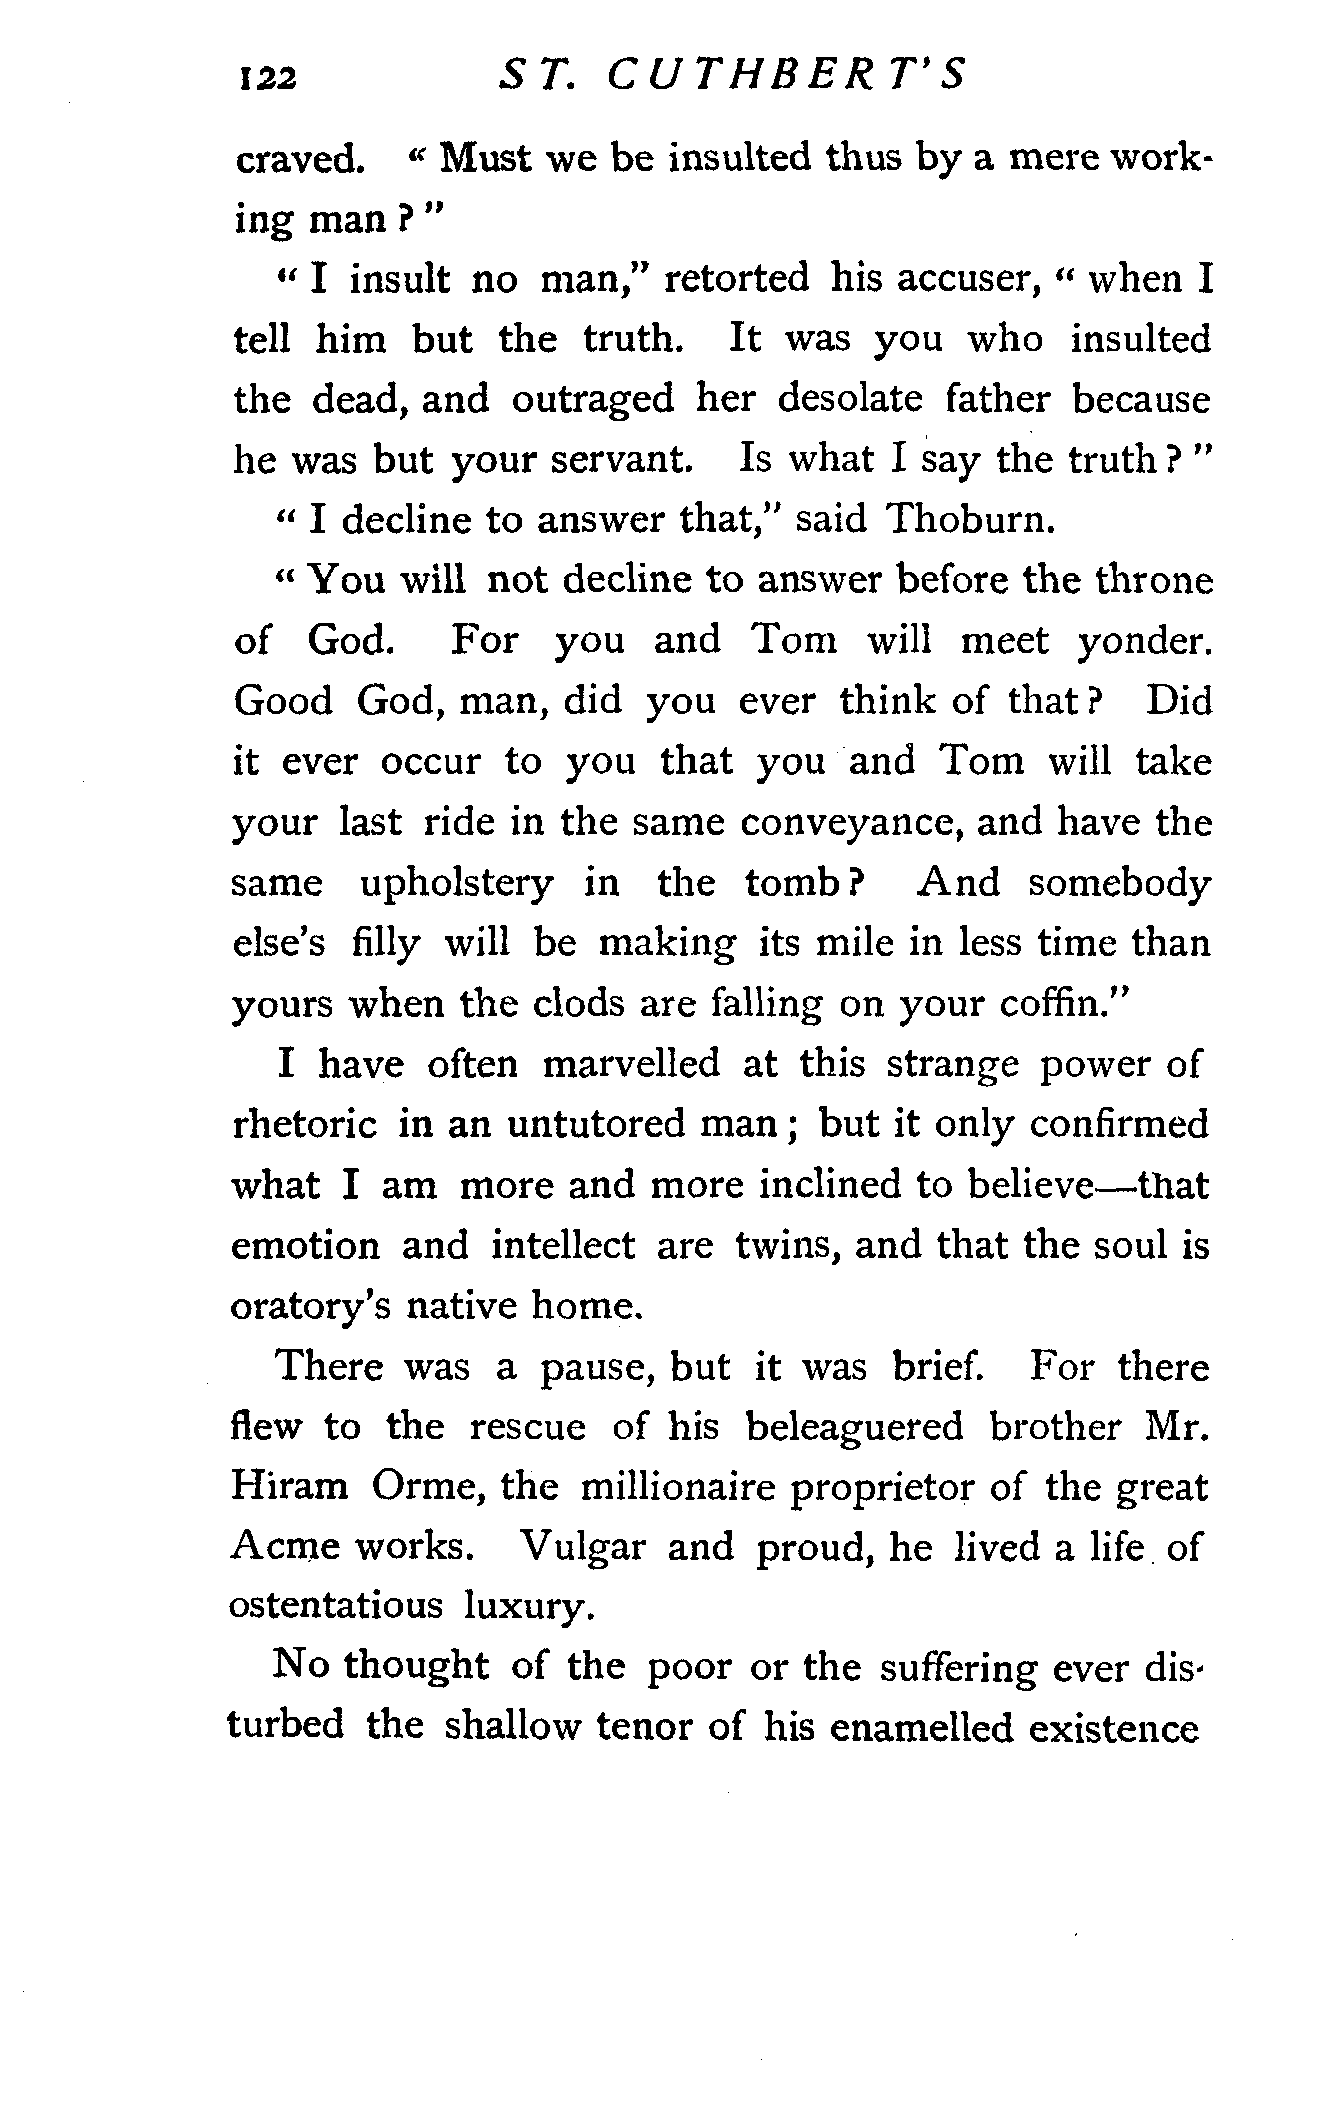 122 ST. CUTHBERT'S
craved. " Must we be insulted thus by a mere work-
ing man ? "
" I insult no man," retorted his accuser, " when I
tell him but the truth. It was you who insulted
the dead, and outraged her desolate father because
he was but your servant. Is what I say the truth ? "
" I decline to answer that," said Thoburn.
" You will not decline to answer before the throne
of God. For you and Tom will meet yonder.
Good God, man, did you ever think of that ? Did
it ever occur to you that you and Tom will take
your last ride in the same conveyance, and have the
same upholstery in the tomb ? And somebody
else's filly will be making its mile in less time than
yours when the clods are falling on your coffin."
I have often marvelled at this strange power of
rhetoric in an untutored man ; but it only confirmed
what I am more and more inclined to believe—that
emotion and intellect are twins, and that the soul is
oratory's native home.
There was a pause, but it was brief. For there
flew to the rescue of his beleaguered brother Mr.
Hiram Orme, the millionaire proprietor of the great
Acme works. Vulgar and proud, he lived a life of
ostentatious luxury.
No thought of the poor or the suffering ever dis-
turbed the shallow tenor of his enamelled existence